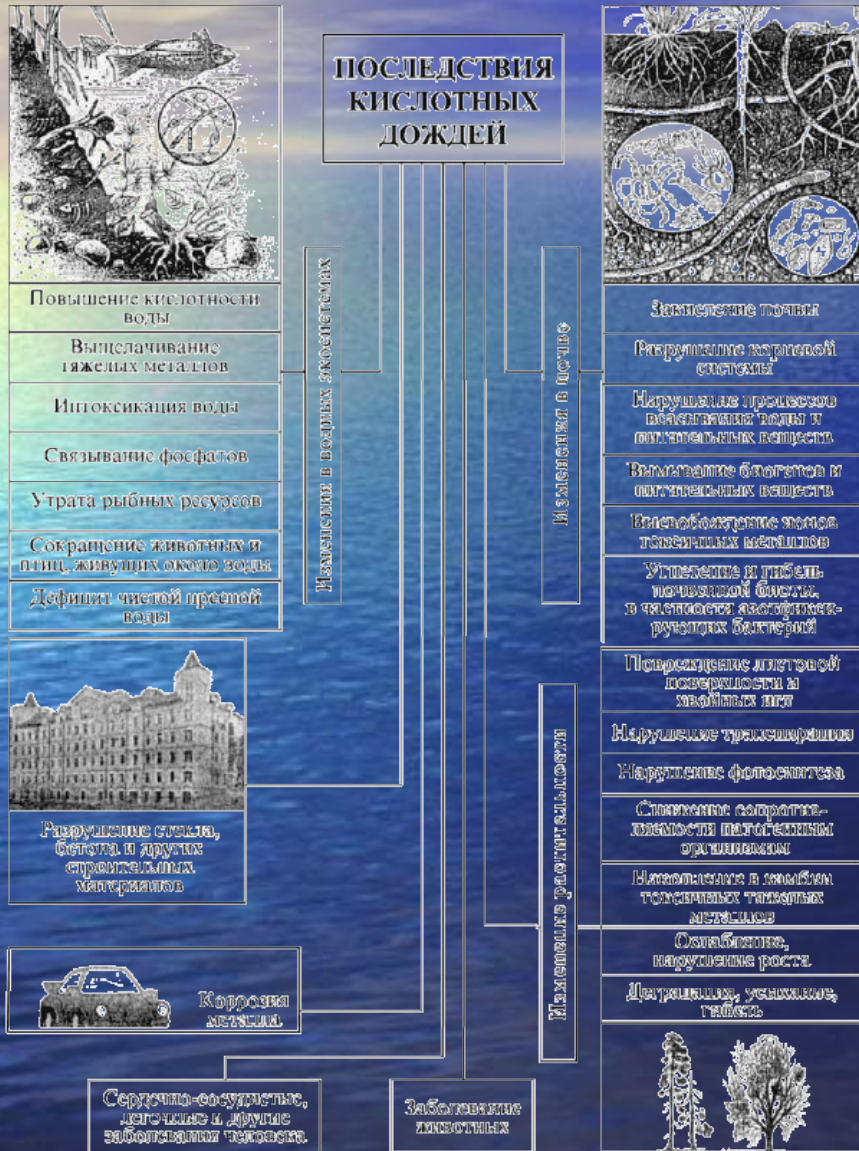 ПОСЛЕДСТВИЯ
КИСЛОТНЫХ
ДОЖДЕЙ
Изменения в водных экосистемах
Повышение кислотности
воды
Выщелачивание
тяжелых металлов
Интоксикация воды
Связывание фосфатов
Утрата рыбных ресурсов
Сокращение животных и
птиц, живущих около воды
Дефицит чистой пресной
воды
Изменения в почве
Закисление почвы
Разрушение корневой
системы
Нарушение процессов
всасывания воды и
питательных веществ
Вымывание биогенов и
питательных веществ
Высвобождение ионов
токсичных металлов
Угнетение и гибель
почвенной биоты,
в частности азотфикси-
рующих бактерий
Изменение растительности
Повреждение листовой
поверхности и
хвойных игл
Нарушение транспирации
Нарушение фотосинтеза
Снижение сопротив-
ляемости патогенным
организмам
Накопление в камбии
токсичных тяжелых
металлов
Ослабление,
нарушение роста
Деградация, усыхание,
гибель
Разрушение стекла,
бетона и других
строительных
материалов
Коррозия
металла
Сердечно-сосудистые,
легочные и другие
заболевания человека
Заболевание
животных